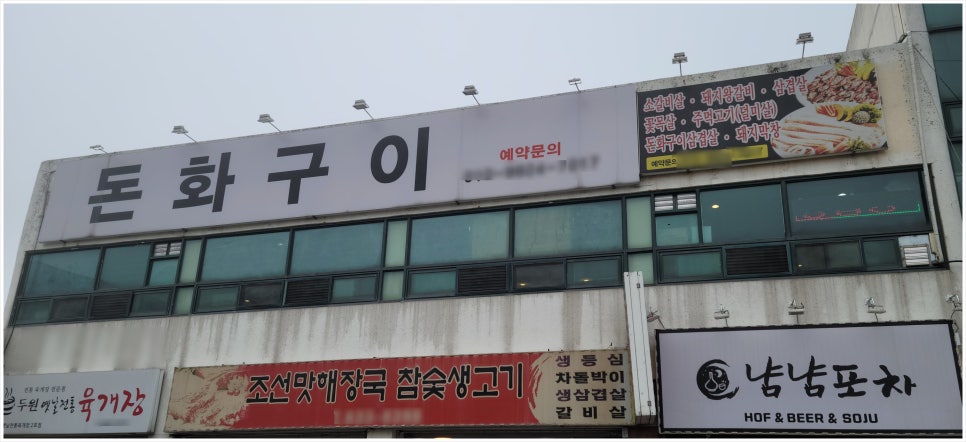 돈화구이
예약문의
소갈비살 · 돼지왕갈비 · 삼겹살
꽃목살 · 주먹고기(덜미살)
돈화구이삼겹살 · 돼지막창
예약문의
두원 옛날전통 육개장
조선맛해장국 참숯생고기
생등심
차돌박이
생삼겹살
갈비살
냠냠포차
HOF & BEER & SOJU